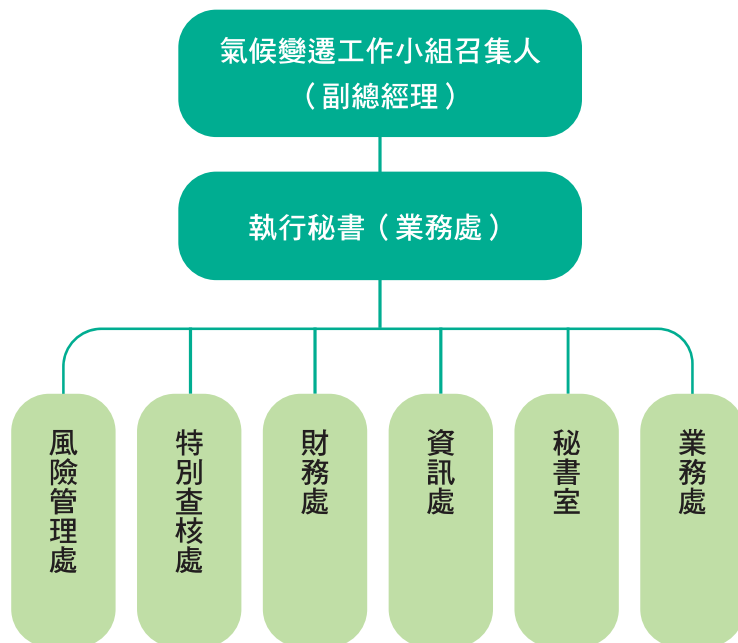 氣候變遷工作小組召集人
（副總經理）
執行秘書（業務處）
風險管理處
特別查核處
財務處
資訊處
秘書室
業務處